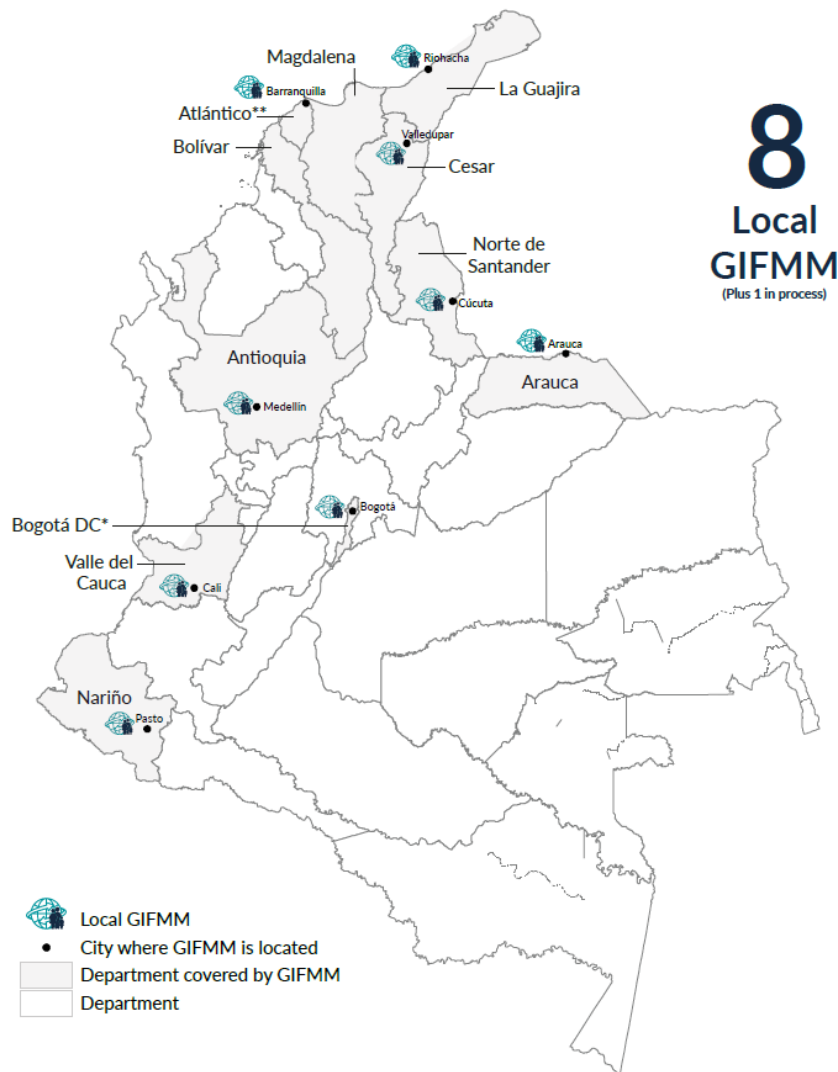 Magdalena
Riohacha
La Guajira
Barranquilla
Atlántico**
Bolívar
Valledupar
Cesar
8
Local
GIFMM
(Plus 1 in process)
Norte de
Santander
Cúcuta
Arauca
Arauca
Antioquia
Medellín
Bogotá
Bogotá DC*
Valle del
Cauca
Cali
Nariño
Pasto
Local GIFMM
City where GIFMM is located
Department covered by GIFMM
Department